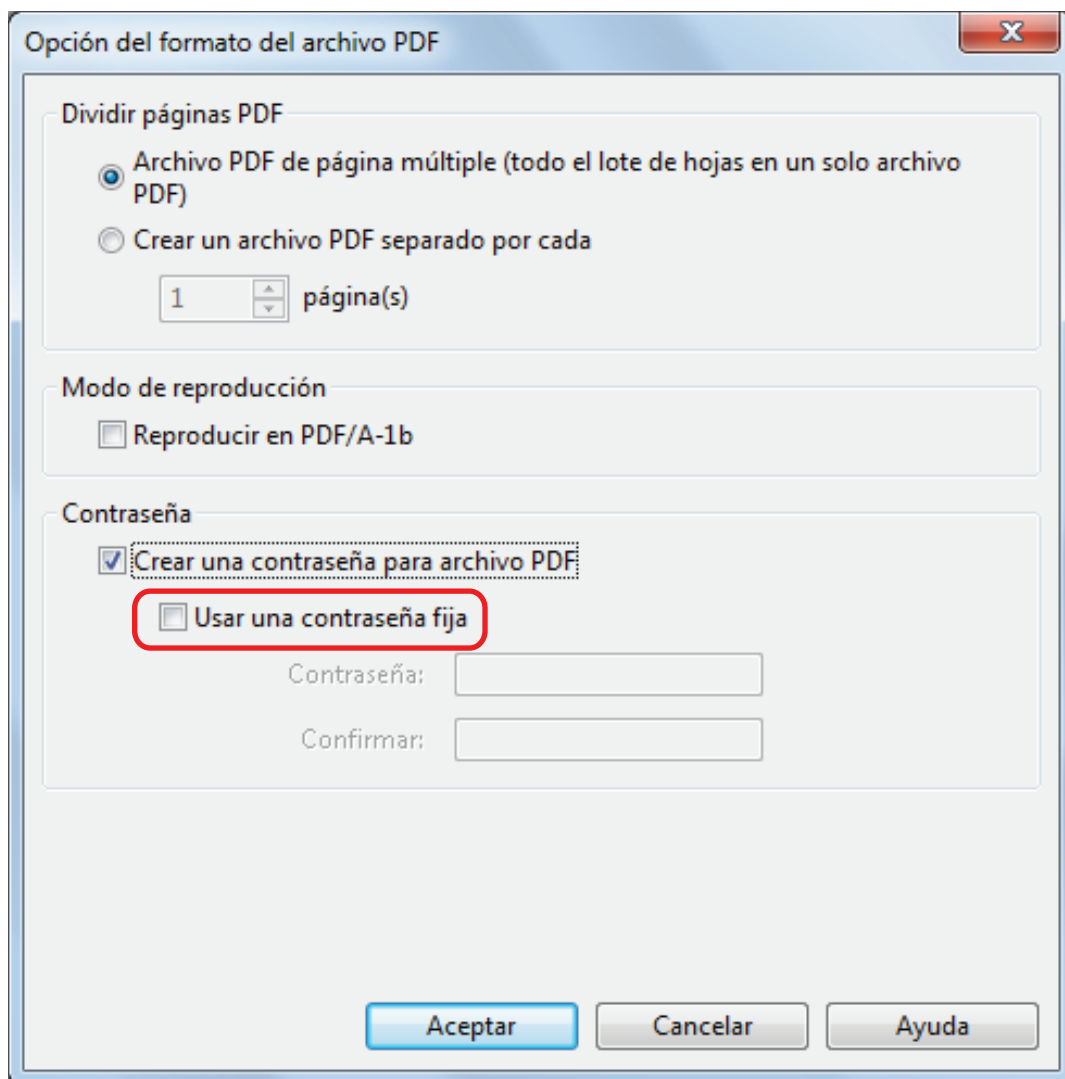 Opción del formato del archivo PDF
Dividir páginas PDF
Archivo PDF de página múltiple (todo el lote de hojas en un solo archivo
PDF)
Crear un archivo PDF separado por cada
1 página(s)
Modo de reproducción
Reproducir en PDF/A-1b
Contraseña
Crear una contraseña para archivo PDF
Usar una contraseña fija
Contraseña:
Confirmar:
Aceptar Cancelar Ayuda